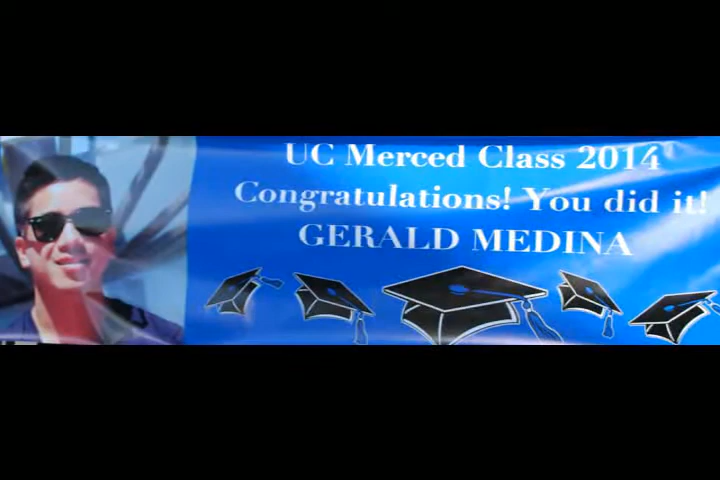 UC Merced Class 2014
Congratulations! You did it!
GERALD MEDINA